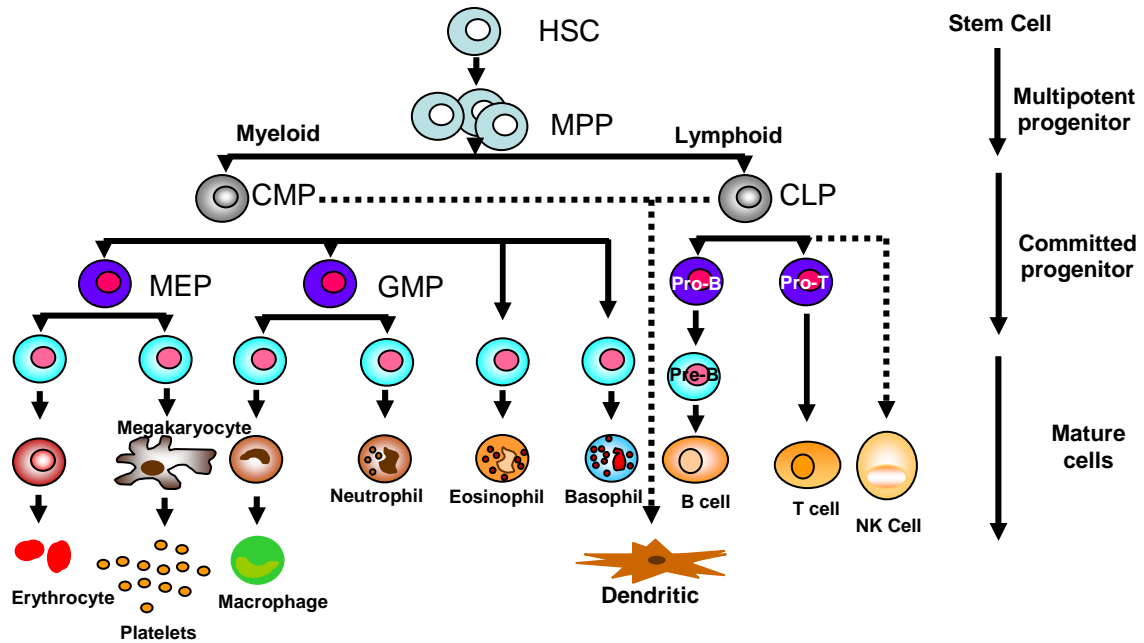 HSC
Stem Cell
MPP
Multipotent
progenitor
Myeloid
Lymphoid
CMP
CLP
Committed
progenitor
MEP
GMP
Pro-B
Pro-T
Pre-B
Megakaryocyte
Mature
cells
Neutrophil
Eosinophil
Basophil
B cell
T cell
NK Cell
Erythrocyte
Platelets
Macrophage
Dendritic